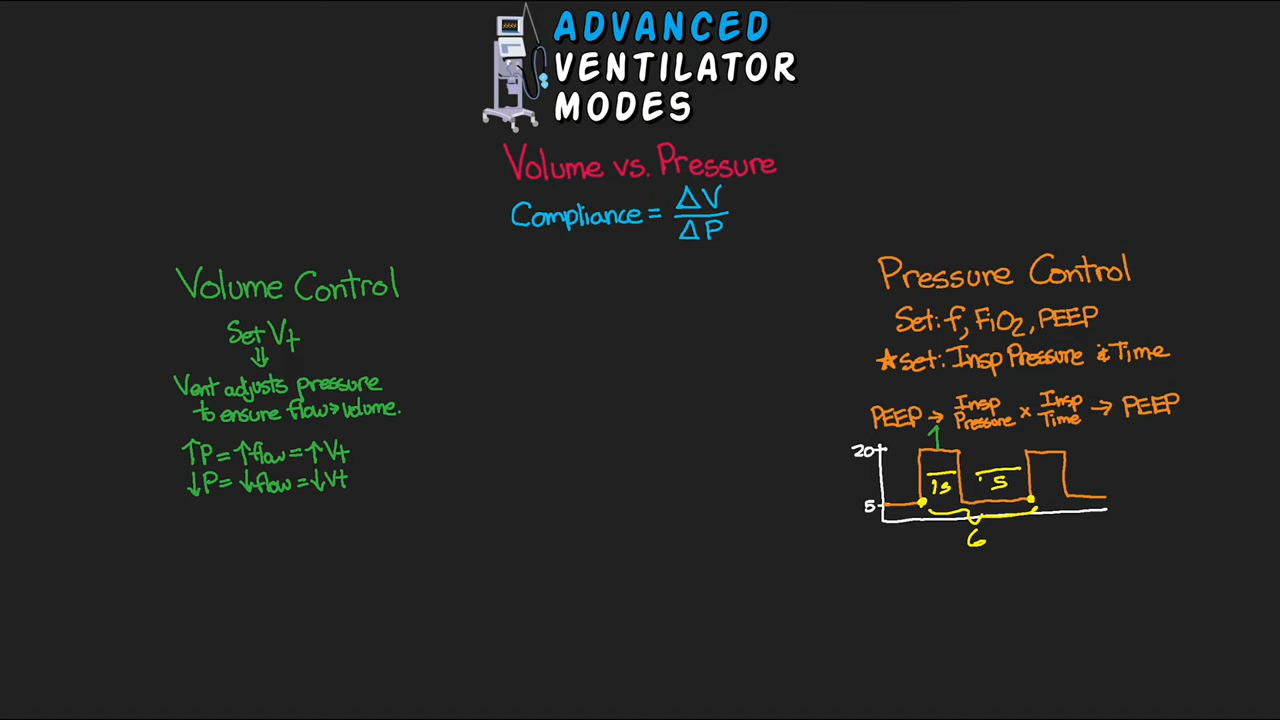 ADVANCED
VENTILATOR
MODES
Volume vs. Pressure
Compliance = ΔV
ΔP
Volume Control
Set Vt
⇓
Vent adjusts pressure
to ensure flow > volume.
↑P = ↑flow = ↑Vt
↓P = ↓flow = ↓Vt
Pressure Control
Set: f, FiO2, PEEP
★set: Insp Pressure & Time
PEEP → Insp Pressure × Insp Time → PEEP
20
1s
5
5
6